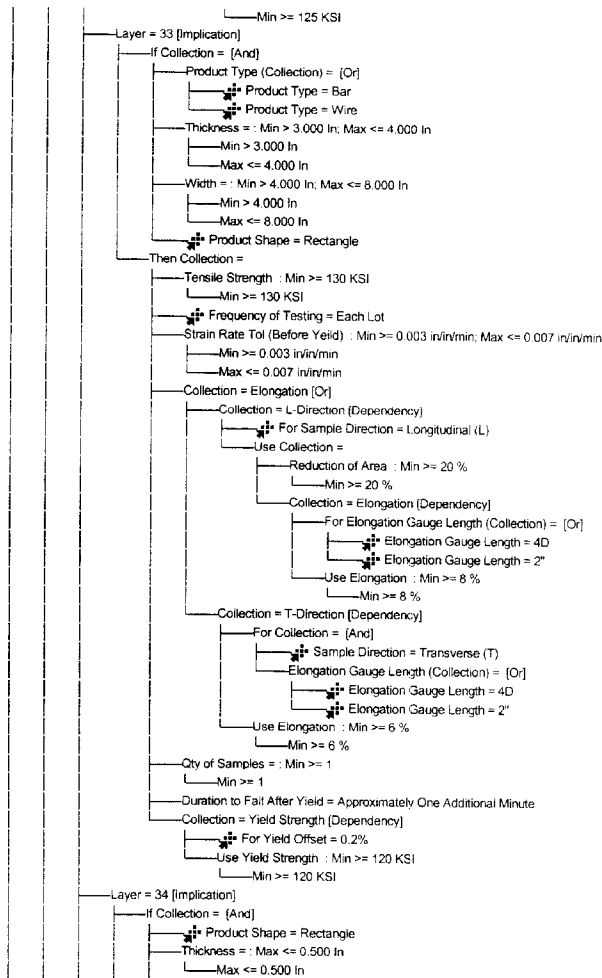 Min >= 125 KSI
Layer = 33 [Implication]
If Collection = [And]
Product Type (Collection) = [Or]
Product Type = Bar
Product Type = Wire
Thickness = : Min > 3.000 In; Max <= 4.000 In
Min > 3.000 In
Max <= 4.000 In
Width = : Min > 4.000 In; Max <= 8.000 In
Min > 4.000 In
Max <= 8.000 In
Product Shape = Rectangle
Then Collection =
Tensile Strength : Min >= 130 KSI
Min >= 130 KSI
Frequency of Testing = Each Lot
Strain Rate Tol (Before Yeild) : Min >= 0.003 in/in/min; Max <= 0.007 in/in/min
Min >= 0.003 in/in/min
Max <= 0.007 in/in/min
Collection = Elongation [Or]
Collection = L-Direction [Dependency]
For Sample Direction = Longitudinal (L)
Use Collection =
Reduction of Area : Min >= 20 %
Min >= 20 %
Collection = Elongation [Dependency]
For Elongation Gauge Length (Collection) = [Or]
Elongation Gauge Length = 4D
Elongation Gauge Length = 2"
Use Elongation : Min >= 8 %
Min >= 8 %
Collection = T-Direction [Dependency]
For Collection = [And]
Sample Direction = Transverse (T)
Elongation Gauge Length (Collection) = [Or]
Elongation Gauge Length = 4D
Elongation Gauge Length = 2"
Use Elongation : Min >= 6 %
Min >= 6 %
Qty of Samples = : Min >= 1
Min >= 1
Duration to Fail After Yield = Approximately One Additional Minute
Collection = Yield Strength [Dependency]
For Yield Offset = 0.2%
Use Yield Strength : Min >= 120 KSI
Min >= 120 KSI
Layer = 34 [Implication]
If Collection = [And]
Product Shape = Rectangle
Thickness = : Max <= 0.500 In
Max <= 0.500 In